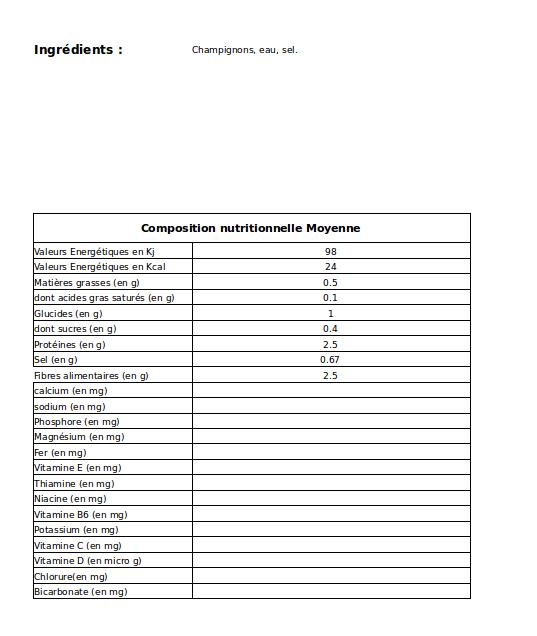 Ingrédients : Champignons, eau, sel.
Composition nutritionnelle Moyenne
Valeurs Energétiques en Kj 98
Valeurs Energétiques en Kcal 24
Matières grasses (en g) 0.5
dont acides gras saturés (en g) 0.1
Glucides (en g) 1
dont sucres (en g) 0.4
Protéines (en g) 2.5
Sel (en g) 0.67
Fibres alimentaires (en g) 2.5
calcium (en mg)
sodium (en mg)
Phosphore (en mg)
Magnésium (en mg)
Fer (en mg)
Vitamine E (en mg)
Thiamine (en mg)
Niacine (en mg)
Vitamine B6 (en mg)
Potassium (en mg)
Vitamine C (en mg)
Vitamine D (en micro g)
Chlorure(en mg)
Bicarbonate (en mg)